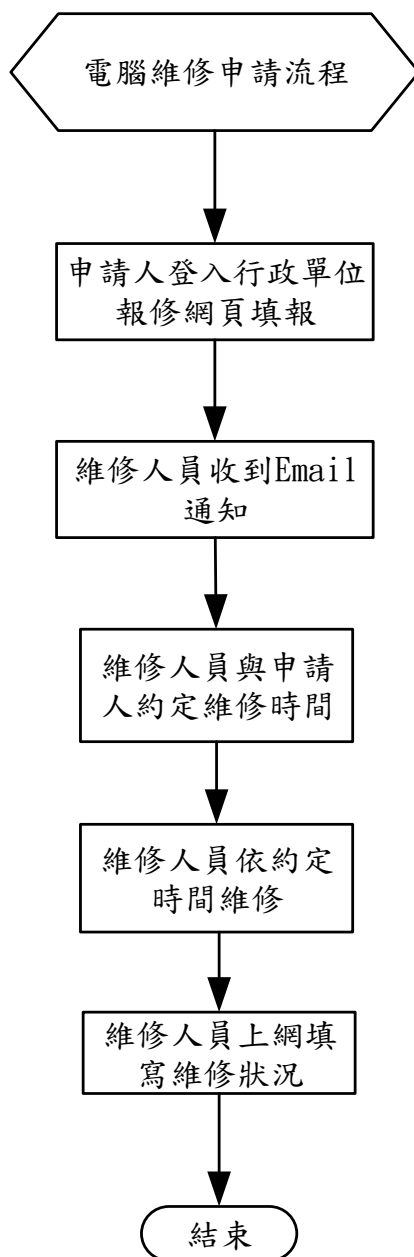 電腦維修申請流程
申請人登入行政單位
報修網頁填報
維修人員收到Email
通知
維修人員與申請
人約定維修時間
維修人員依約定
時間維修
維修人員上網填
寫維修狀況
結束